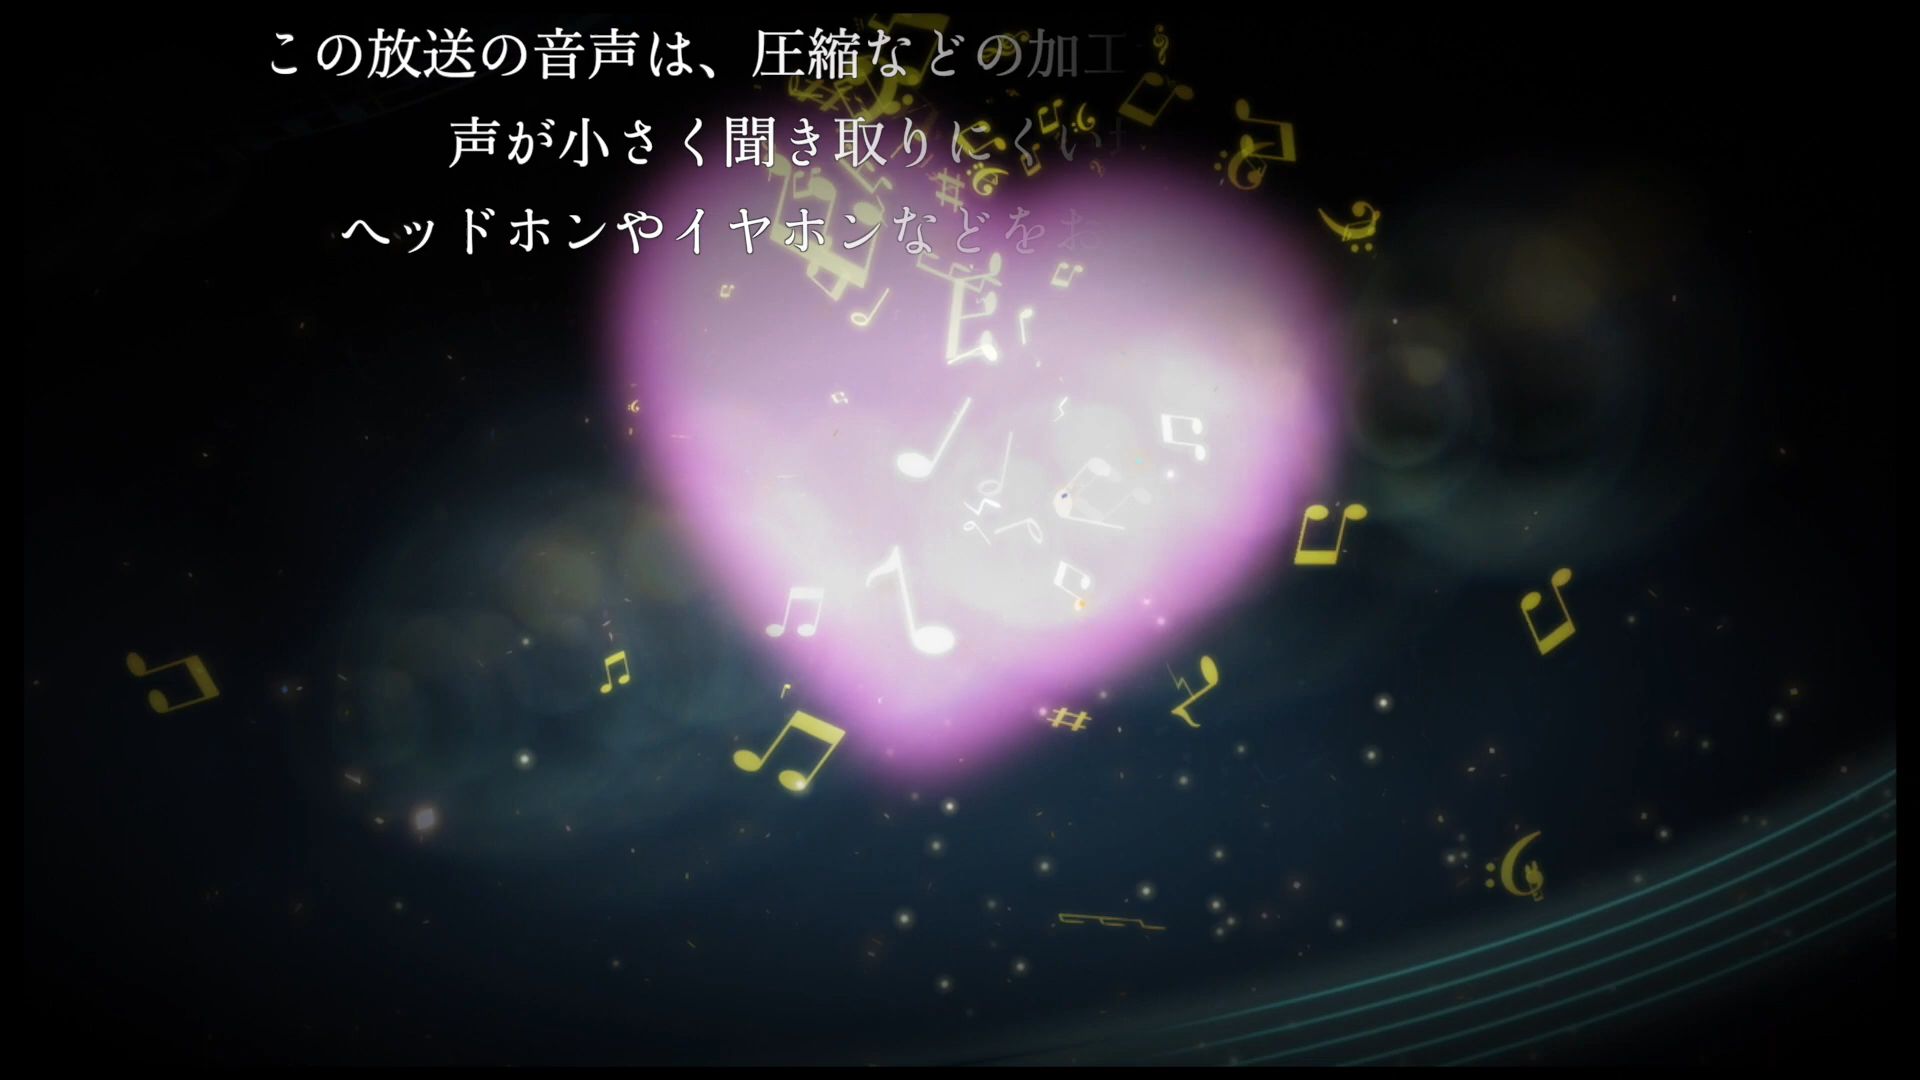 この放送の音声は、圧縮などの加工
声が小さく聞き取りにくい
ヘッドホンやイヤホンなどをお